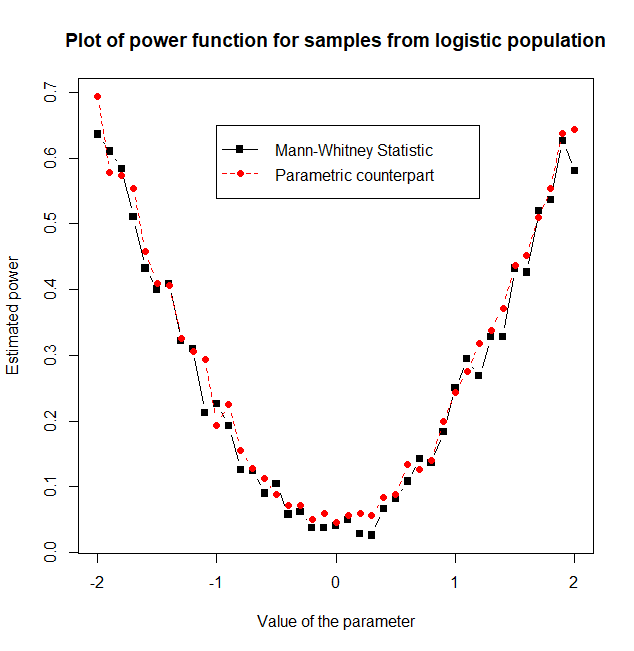 Plot of power function for samples from logistic population
0.7
0.6
0.5
0.4
0.3
0.2
0.1
0.0
Estimated power
Mann-Whitney Statistic
Parametric counterpart
-2 -1 0 1 2
Value of the parameter